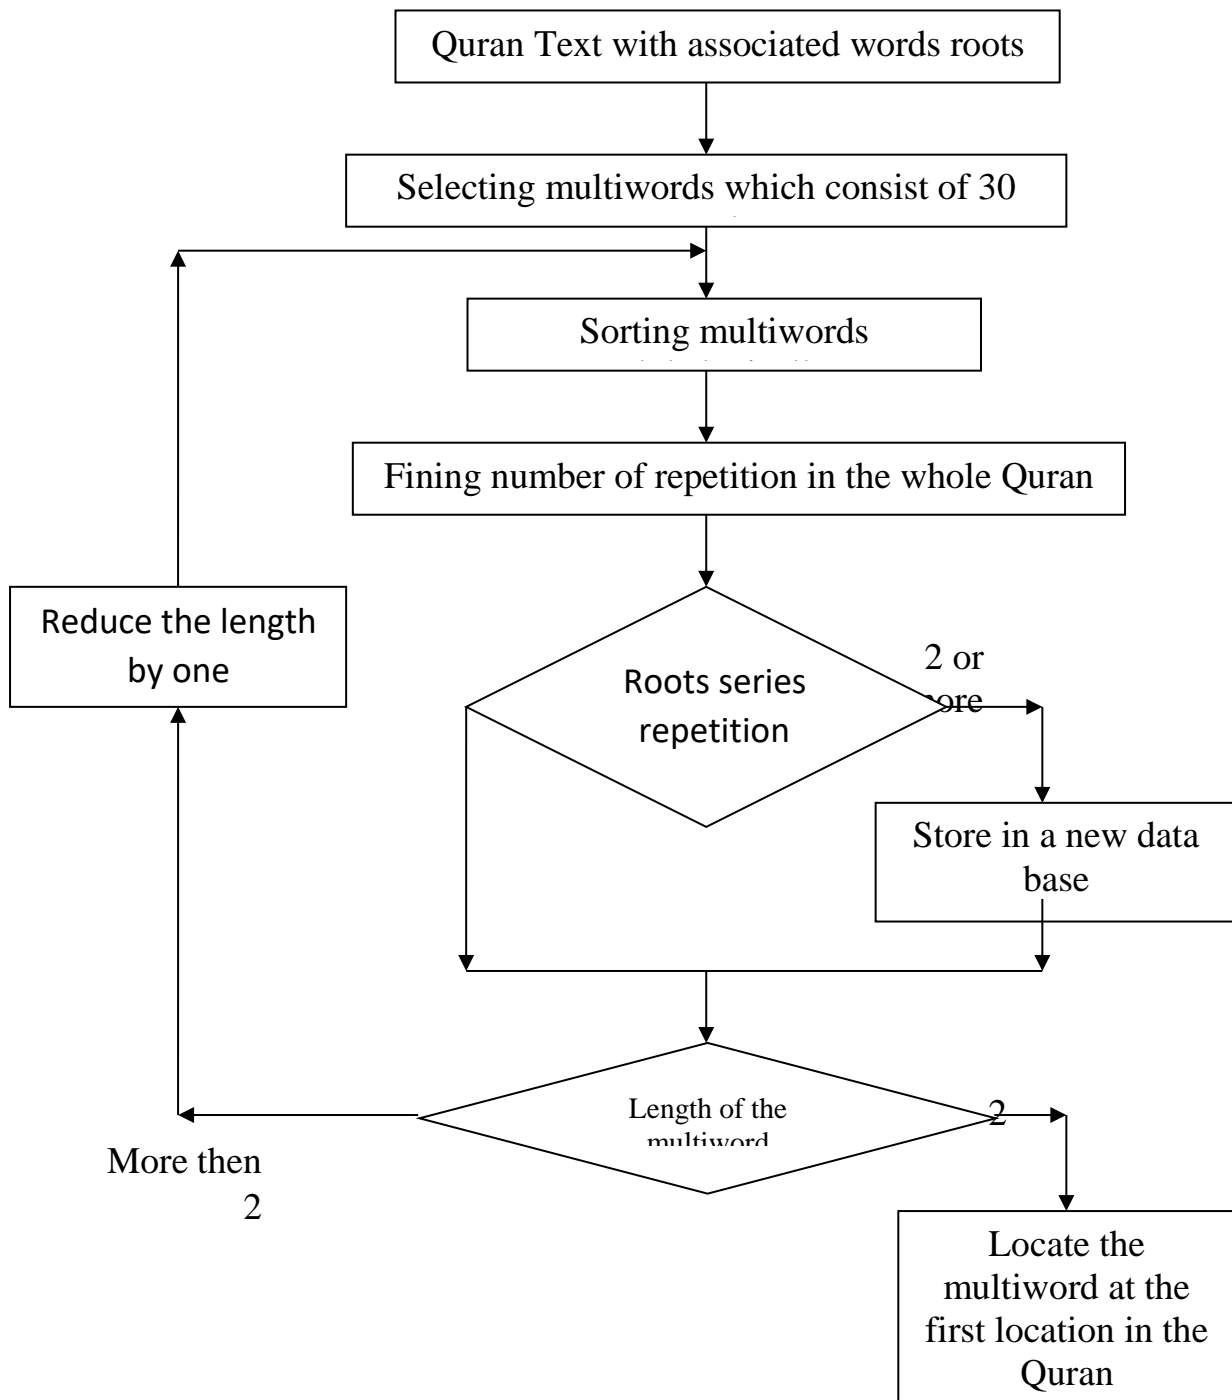 Quran Text with associated words roots
Selecting multiwords which consist of 30
Sorting multiwords
Fining number of repetition in the whole Quran
Reduce the length
by one
Roots series
repetition
2 or
more
Store in a new data
base
Length of the
multiword
2
More then
2
Locate the
multiword at the
first location in the
Quran